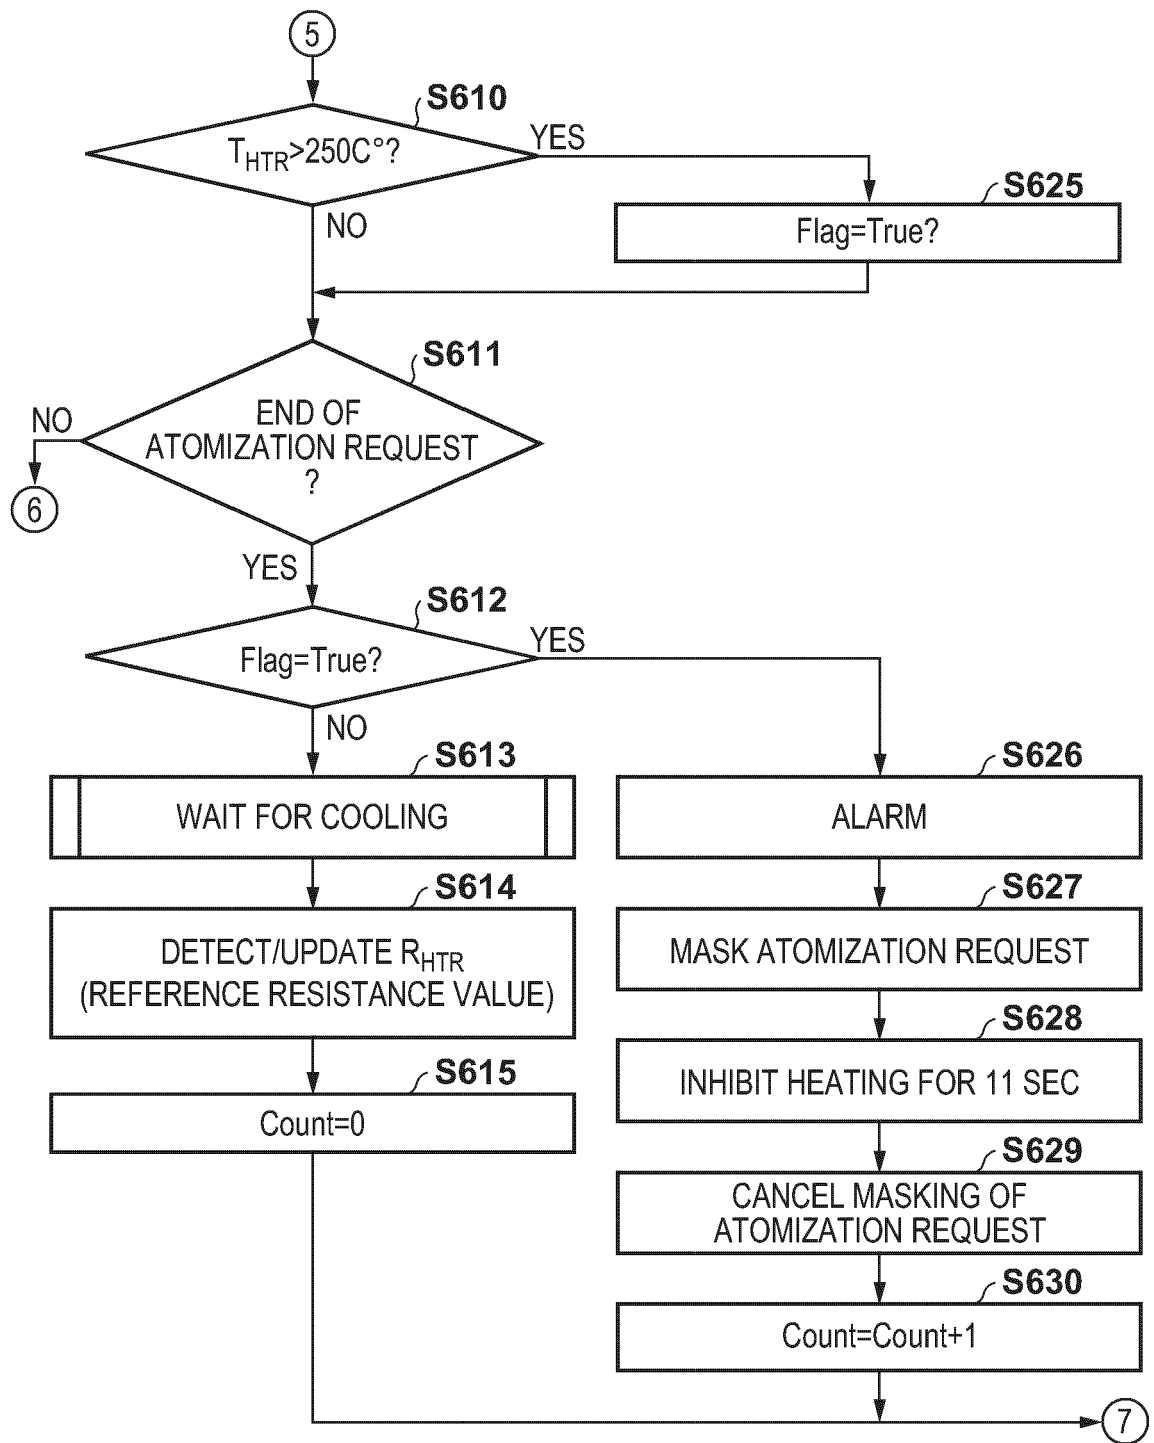 5
S610
T_HTR>250C°?
YES
NO
S625
Flag=True?
S611
END OF
ATOMIZATION REQUEST
?
NO
6
YES
S612
Flag=True?
YES
NO
S613
WAIT FOR COOLING
S614
DETECT/UPDATE R_HTR
(REFERENCE RESISTANCE VALUE)
S615
Count=0
S626
ALARM
S627
MASK ATOMIZATION REQUEST
S628
INHIBIT HEATING FOR 11 SEC
S629
CANCEL MASKING OF
ATOMIZATION REQUEST
S630
Count=Count+1
7